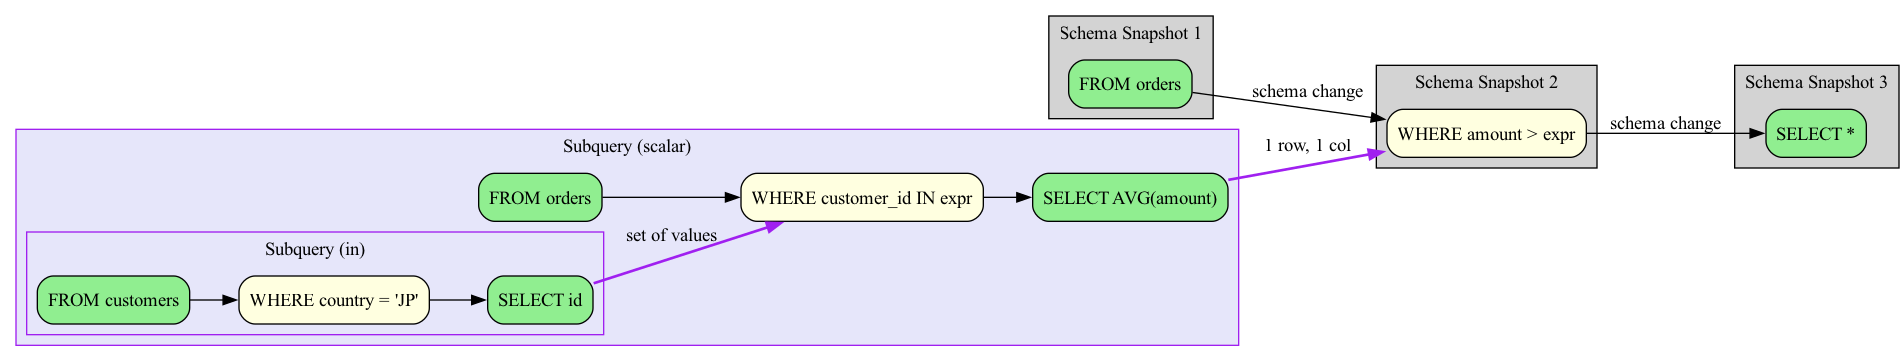 Schema Snapshot 1
FROM orders
schema change
Schema Snapshot 2
WHERE amount > expr
schema change
Schema Snapshot 3
SELECT *
Subquery (scalar)
FROM orders
WHERE customer_id IN expr
SELECT AVG(amount)
1 row, 1 col
Subquery (in)
FROM customers
WHERE country = 'JP'
SELECT id
set of values